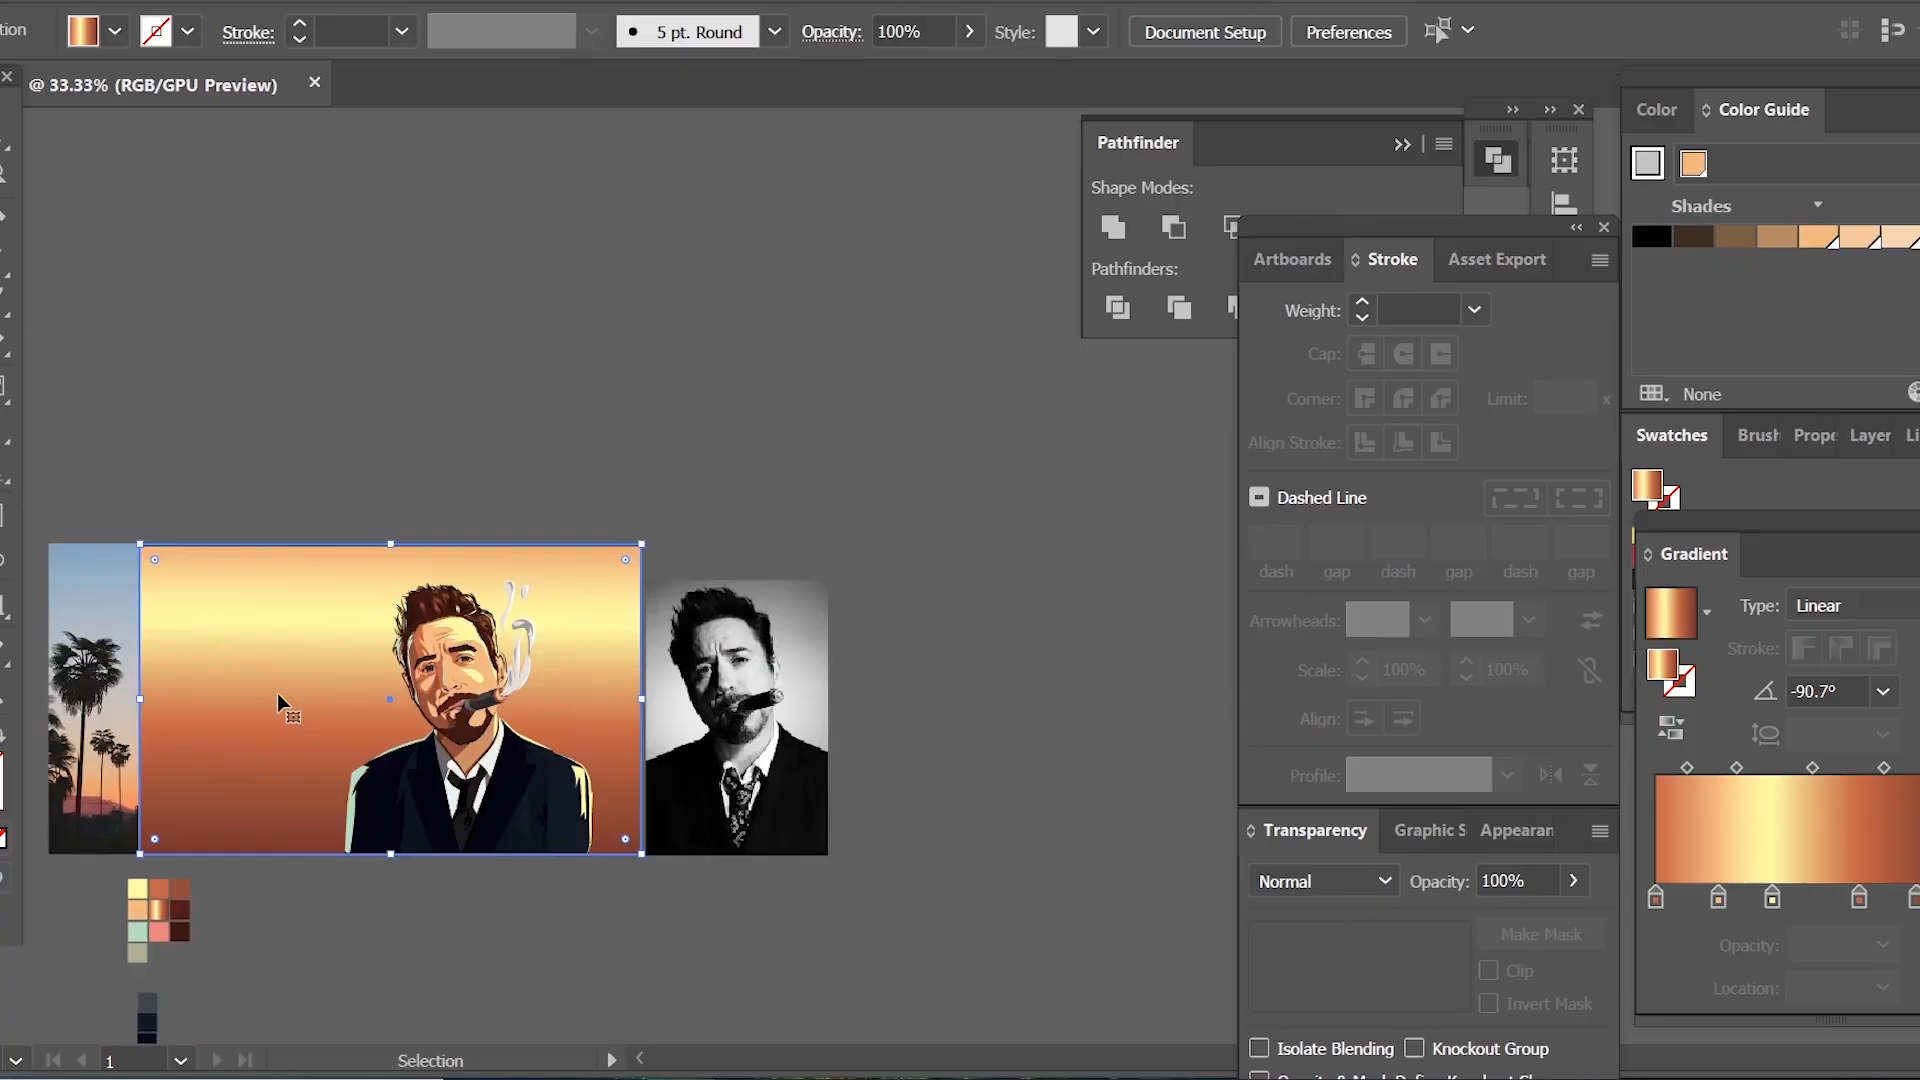 tion
Stroke:
5 pt. Round
Opacity:
100%
Style:
Document Setup
Preferences
@ 33.33% (RGB/GPU Preview)
Pathfinder
Shape Modes:
Pathfinders:
Artboards
Stroke
Asset Export
Weight:
Cap:
Corner:
Limit:
x
Align Stroke:
Dashed Line
dash
gap
dash
gap
dash
gap
Arrowheads:
Scale:
100%
100%
Align:
Profile:
Transparency
Graphic S
Appearan
Normal
Opacity:
100%
Make Mask
Clip
Invert Mask
Isolate Blending
Knockout Group
Color
Color Guide
Shades
None
Swatches
Brush
Prope
Layer
Li
Gradient
Type:
Linear
Stroke:
-90.7°
Opacity:
Location:
1
Selection